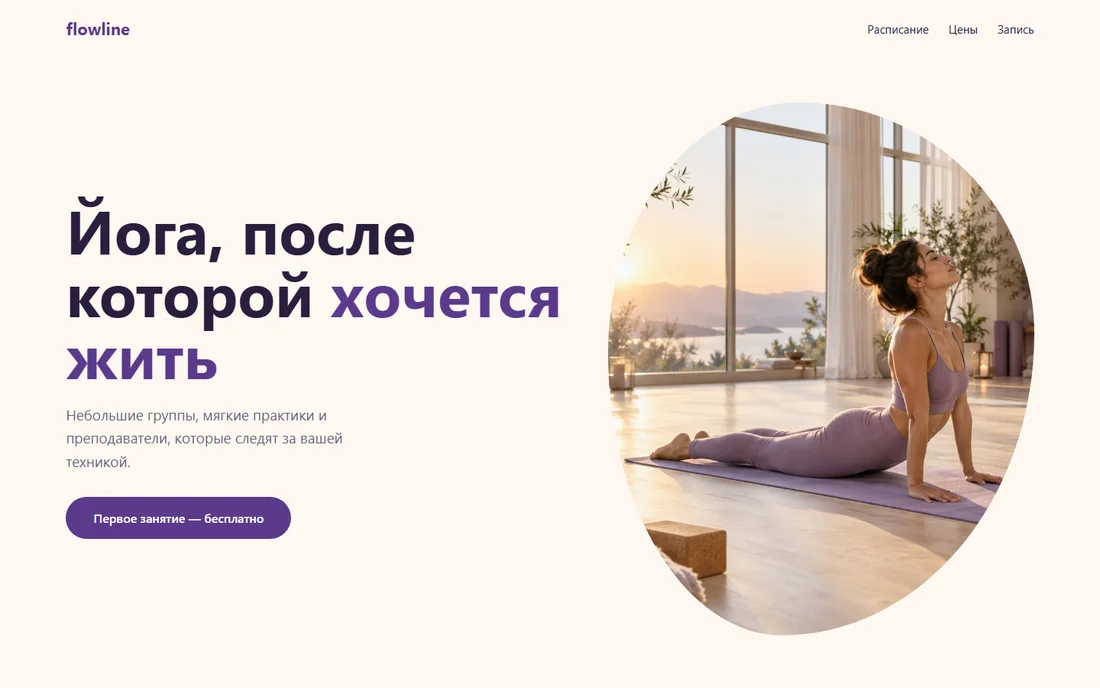 flowline
Расписание Цены Запись
Йога, после
которой хочется
жить
Небольшие группы, мягкие практики и
преподаватели, которые следят за вашей
техникой.
Первое занятие — бесплатно